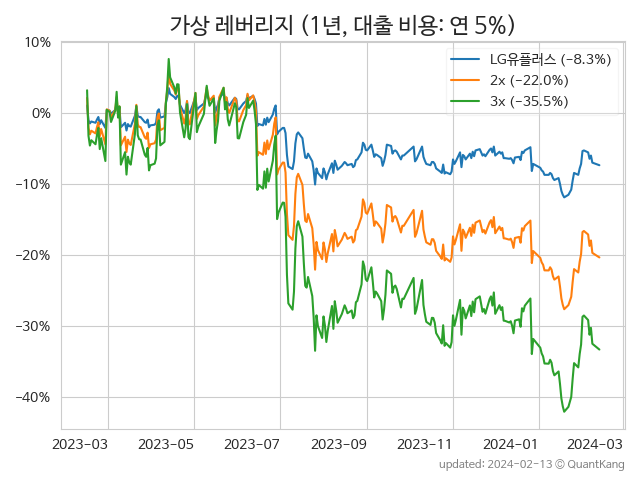 가상 레버리지 (1년, 대출 비용: 연 5%)
LG유플러스 (−8.3%)
2x (−22.0%)
3x (−35.5%)
10%
0%
−10%
−20%
−30%
−40%
2023-03 2023-05 2023-07 2023-09 2023-11 2024-01 2024-03
updated: 2024-02-13 © QuantKang